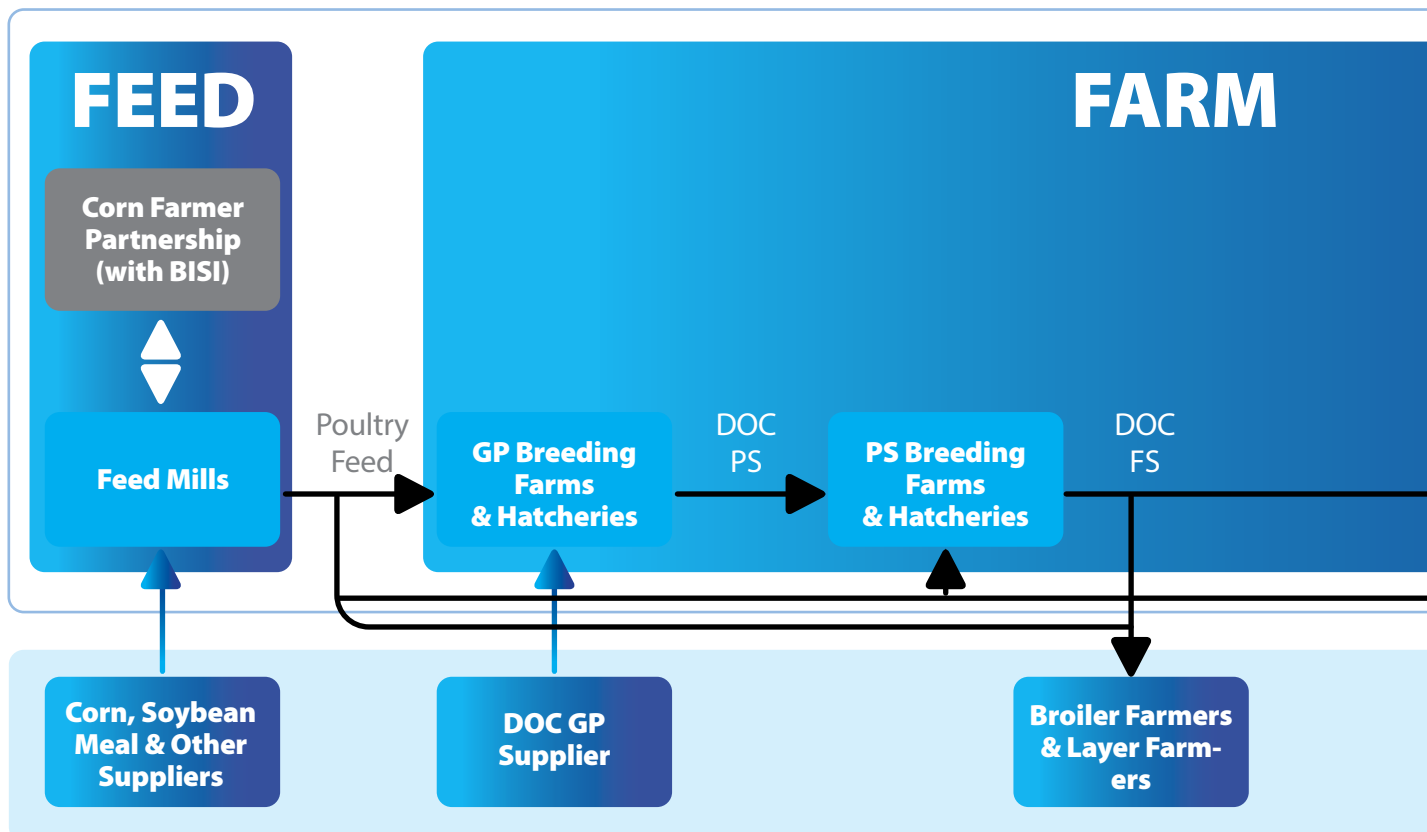 FEED
FARM
Corn Farmer
Partnership
(with BISI)
Feed Mills
Poultry
Feed
GP Breeding
Farms
& Hatcheries
DOC
PS
PS Breeding
Farms
& Hatcheries
DOC
FS
Corn, Soybean
Meal & Other
Suppliers
DOC GP
Supplier
Broiler Farmers
& Layer Farm-
ers